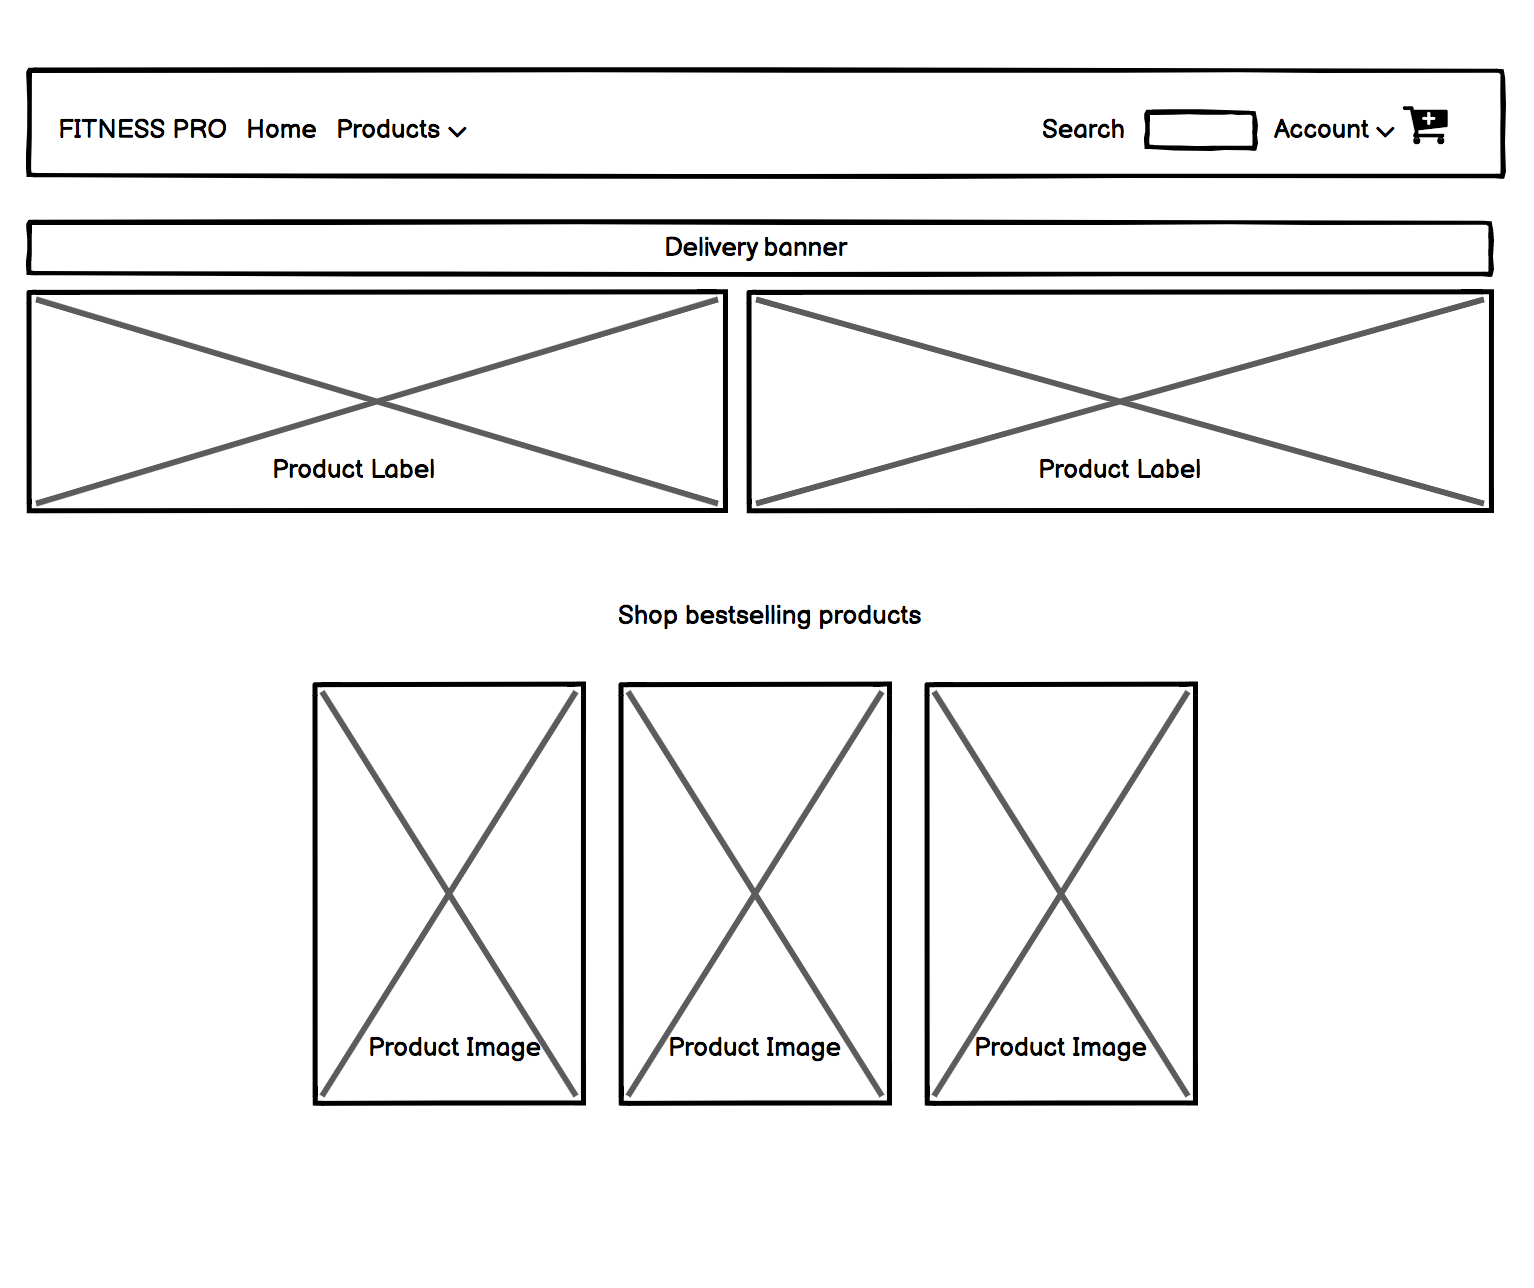 FITNESS PRO Home Products Search Account
Delivery banner
Product Label Product Label
Shop bestselling products
Product Image Product Image Product Image